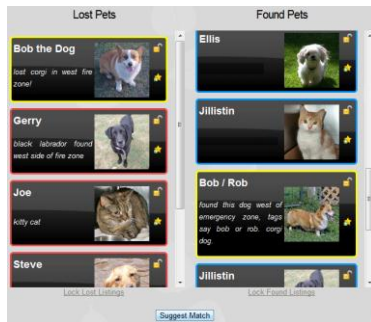 Lost Pets
Bob the Dog
lost corgi in west fire
zone!
Gerry
black labrador found
west side of fire zone
Joe
kitty cat
Steve
Lock Lost Listings
Found Pets
Ellis
Jillistin
Bob / Rob
found this dog west of
emergency zone, tags
say bob or rob. corgi
dog.
Jillistin
Lock Found Listings
Suggest Match